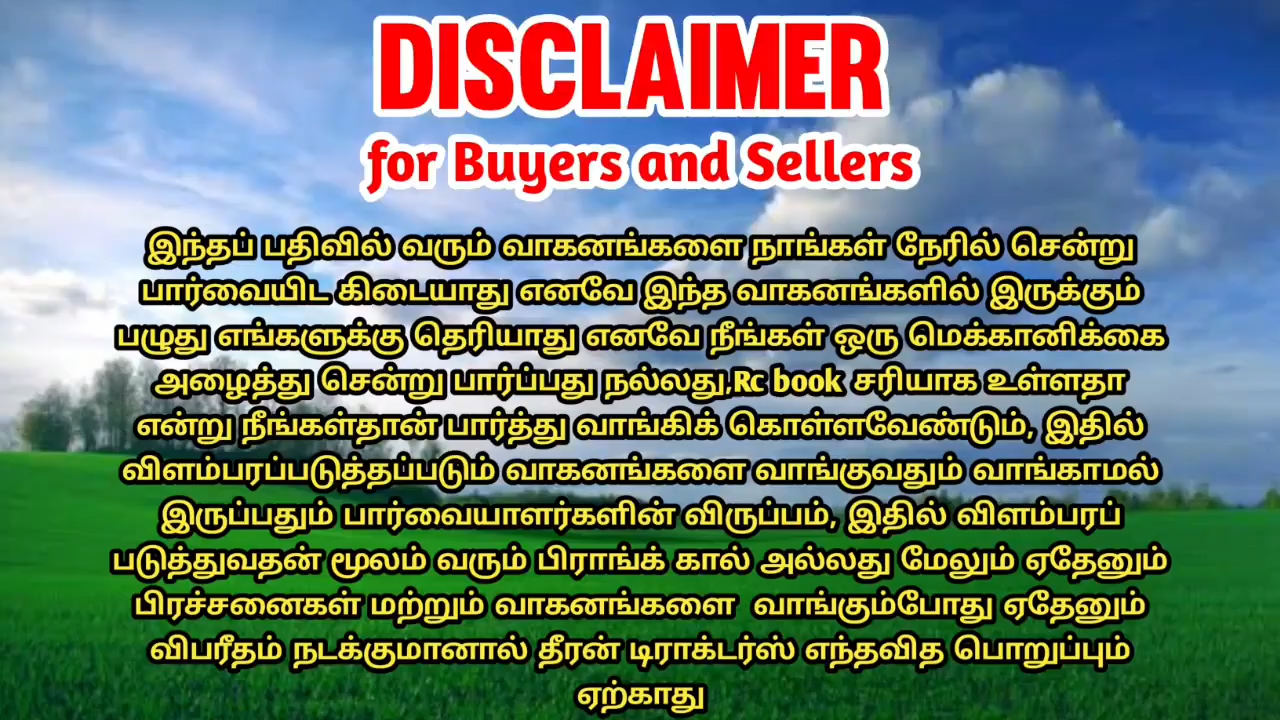 DISCLAIMER
for Buyers and Sellers
இந்தப் பதிவில் வரும் வாகனங்களை நாங்கள் நேரில் சென்று
பார்வையிட கிடையாது எனவே இந்த வாகனங்களில் இருக்கும்
பழுது எங்களுக்கு தெரியாது எனவே நீங்கள் ஒரு மெக்கானிக்கை
அழைத்து சென்று பார்ப்பது நல்லது,Rc book சரியாக உள்ளதா
என்று நீங்கள்தான் பார்த்து வாங்கிக் கொள்ளவேண்டும், இதில்
விளம்பரப்படுத்தப்படும் வாகனங்களை வாங்குவதும் வாங்காமல்
இருப்பதும் பார்வையாளர்களின் விருப்பம், இதில் விளம்பரப்
படுத்துவதன் மூலம் வரும் பிராங்க் கால் அல்லது மேலும் ஏதேனும்
பிரச்சனைகள் மற்றும் வாகனங்களை வாங்கும்போது ஏதேனும்
விபரீதம் நடக்குமானால் தீரன் டிராக்டர்ஸ் எந்தவித பொறுப்பும்
ஏற்காது